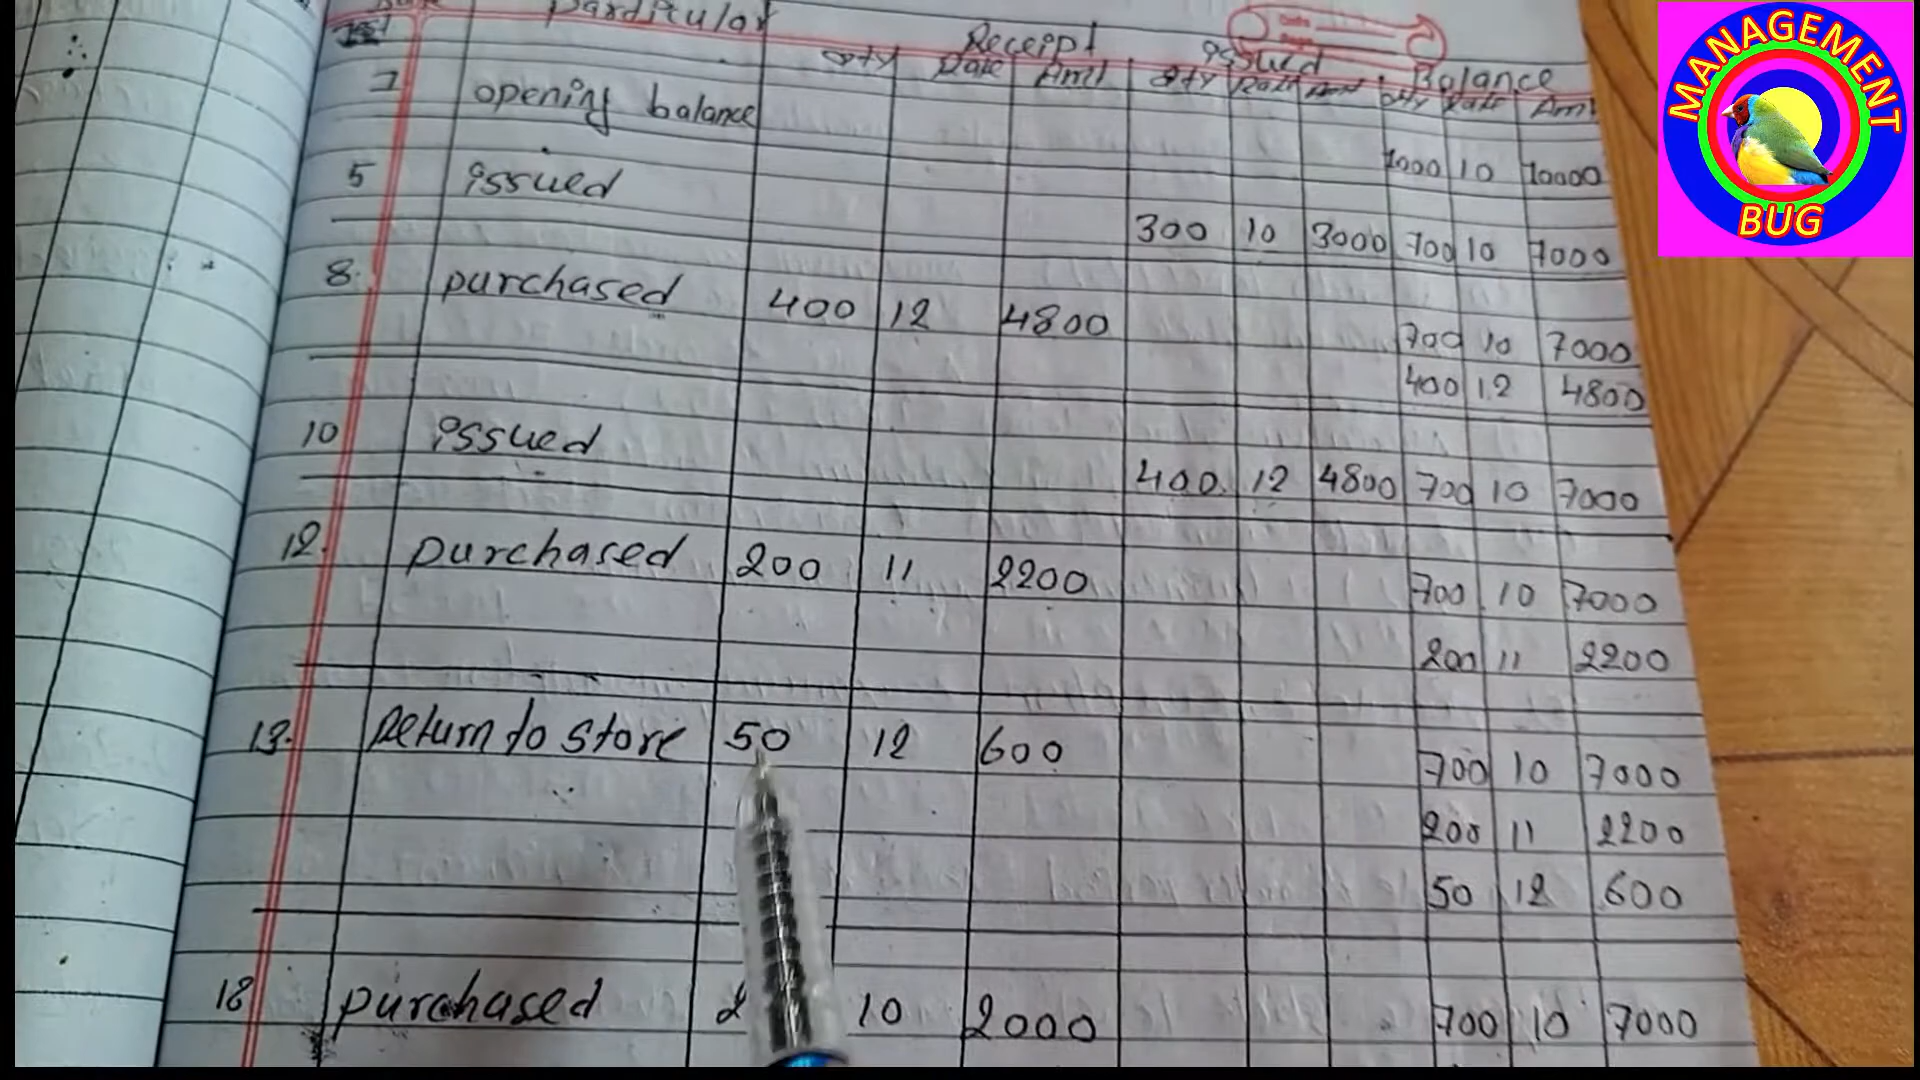 Particular Receipt issued Balance
Qty Rate Amt Qty Rate Amt Qty Rate Amt
1 opening balance 1000 10 10000
5 issued 300 10 3000 700 10 7000
8. purchased 400 12 4800 700 10 7000
400 12 4800
10 issued 400 12 4800 700 10 7000
12. purchased 200 11 2200 700 10 7000
200 11 2200
13. Return to store 50 12 600 700 10 7000
200 11 2200
50 12 600
18 purchased 10 2000 700 10 7000
MANAGEMENT
BUG